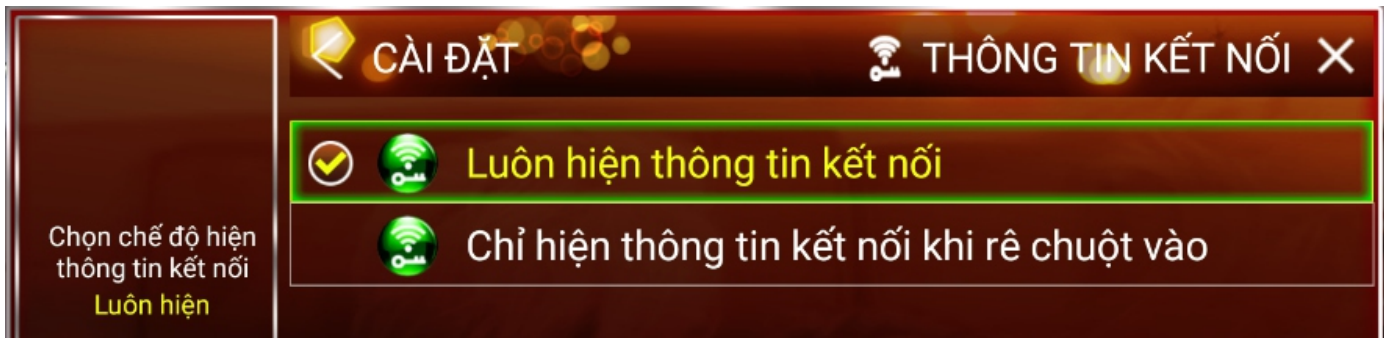 CÀI ĐẶT
THÔNG TIN KẾT NỐI
Luôn hiện thông tin kết nối
Chỉ hiện thông tin kết nối khi rê chuột vào
Chọn chế độ hiện
thông tin kết nối
Luôn hiện